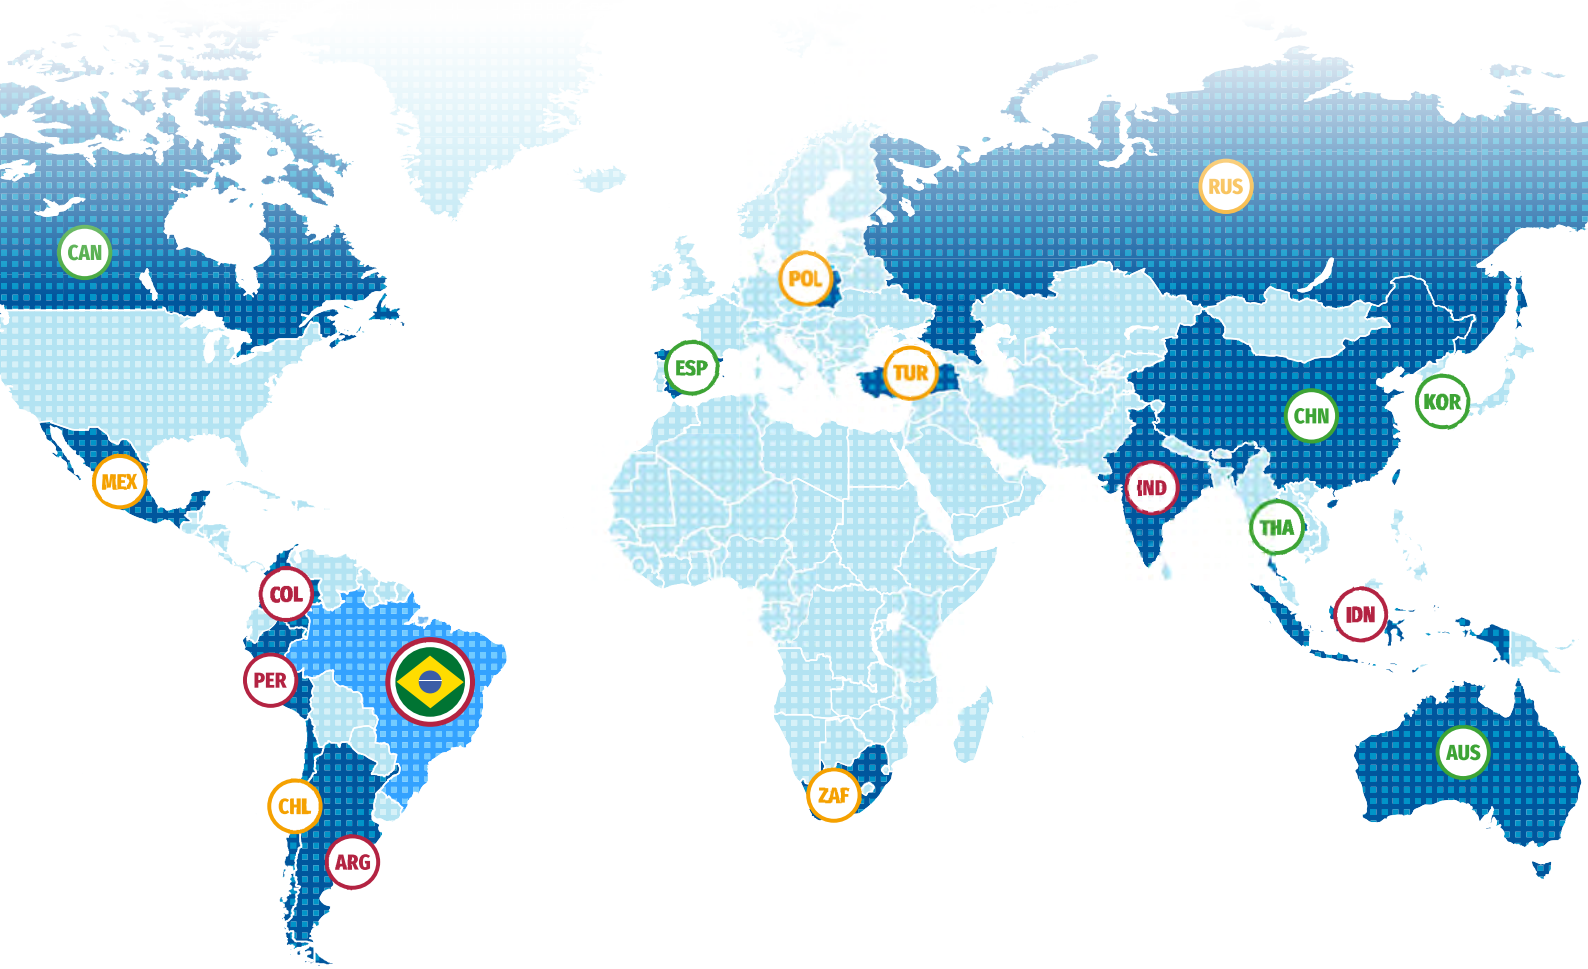 RUS
CAN
POL
ESP
TUR
KOR
CHN
MEX
IND
THA
COL
IDN
PER
AUS
ZAF
CHL
ARG